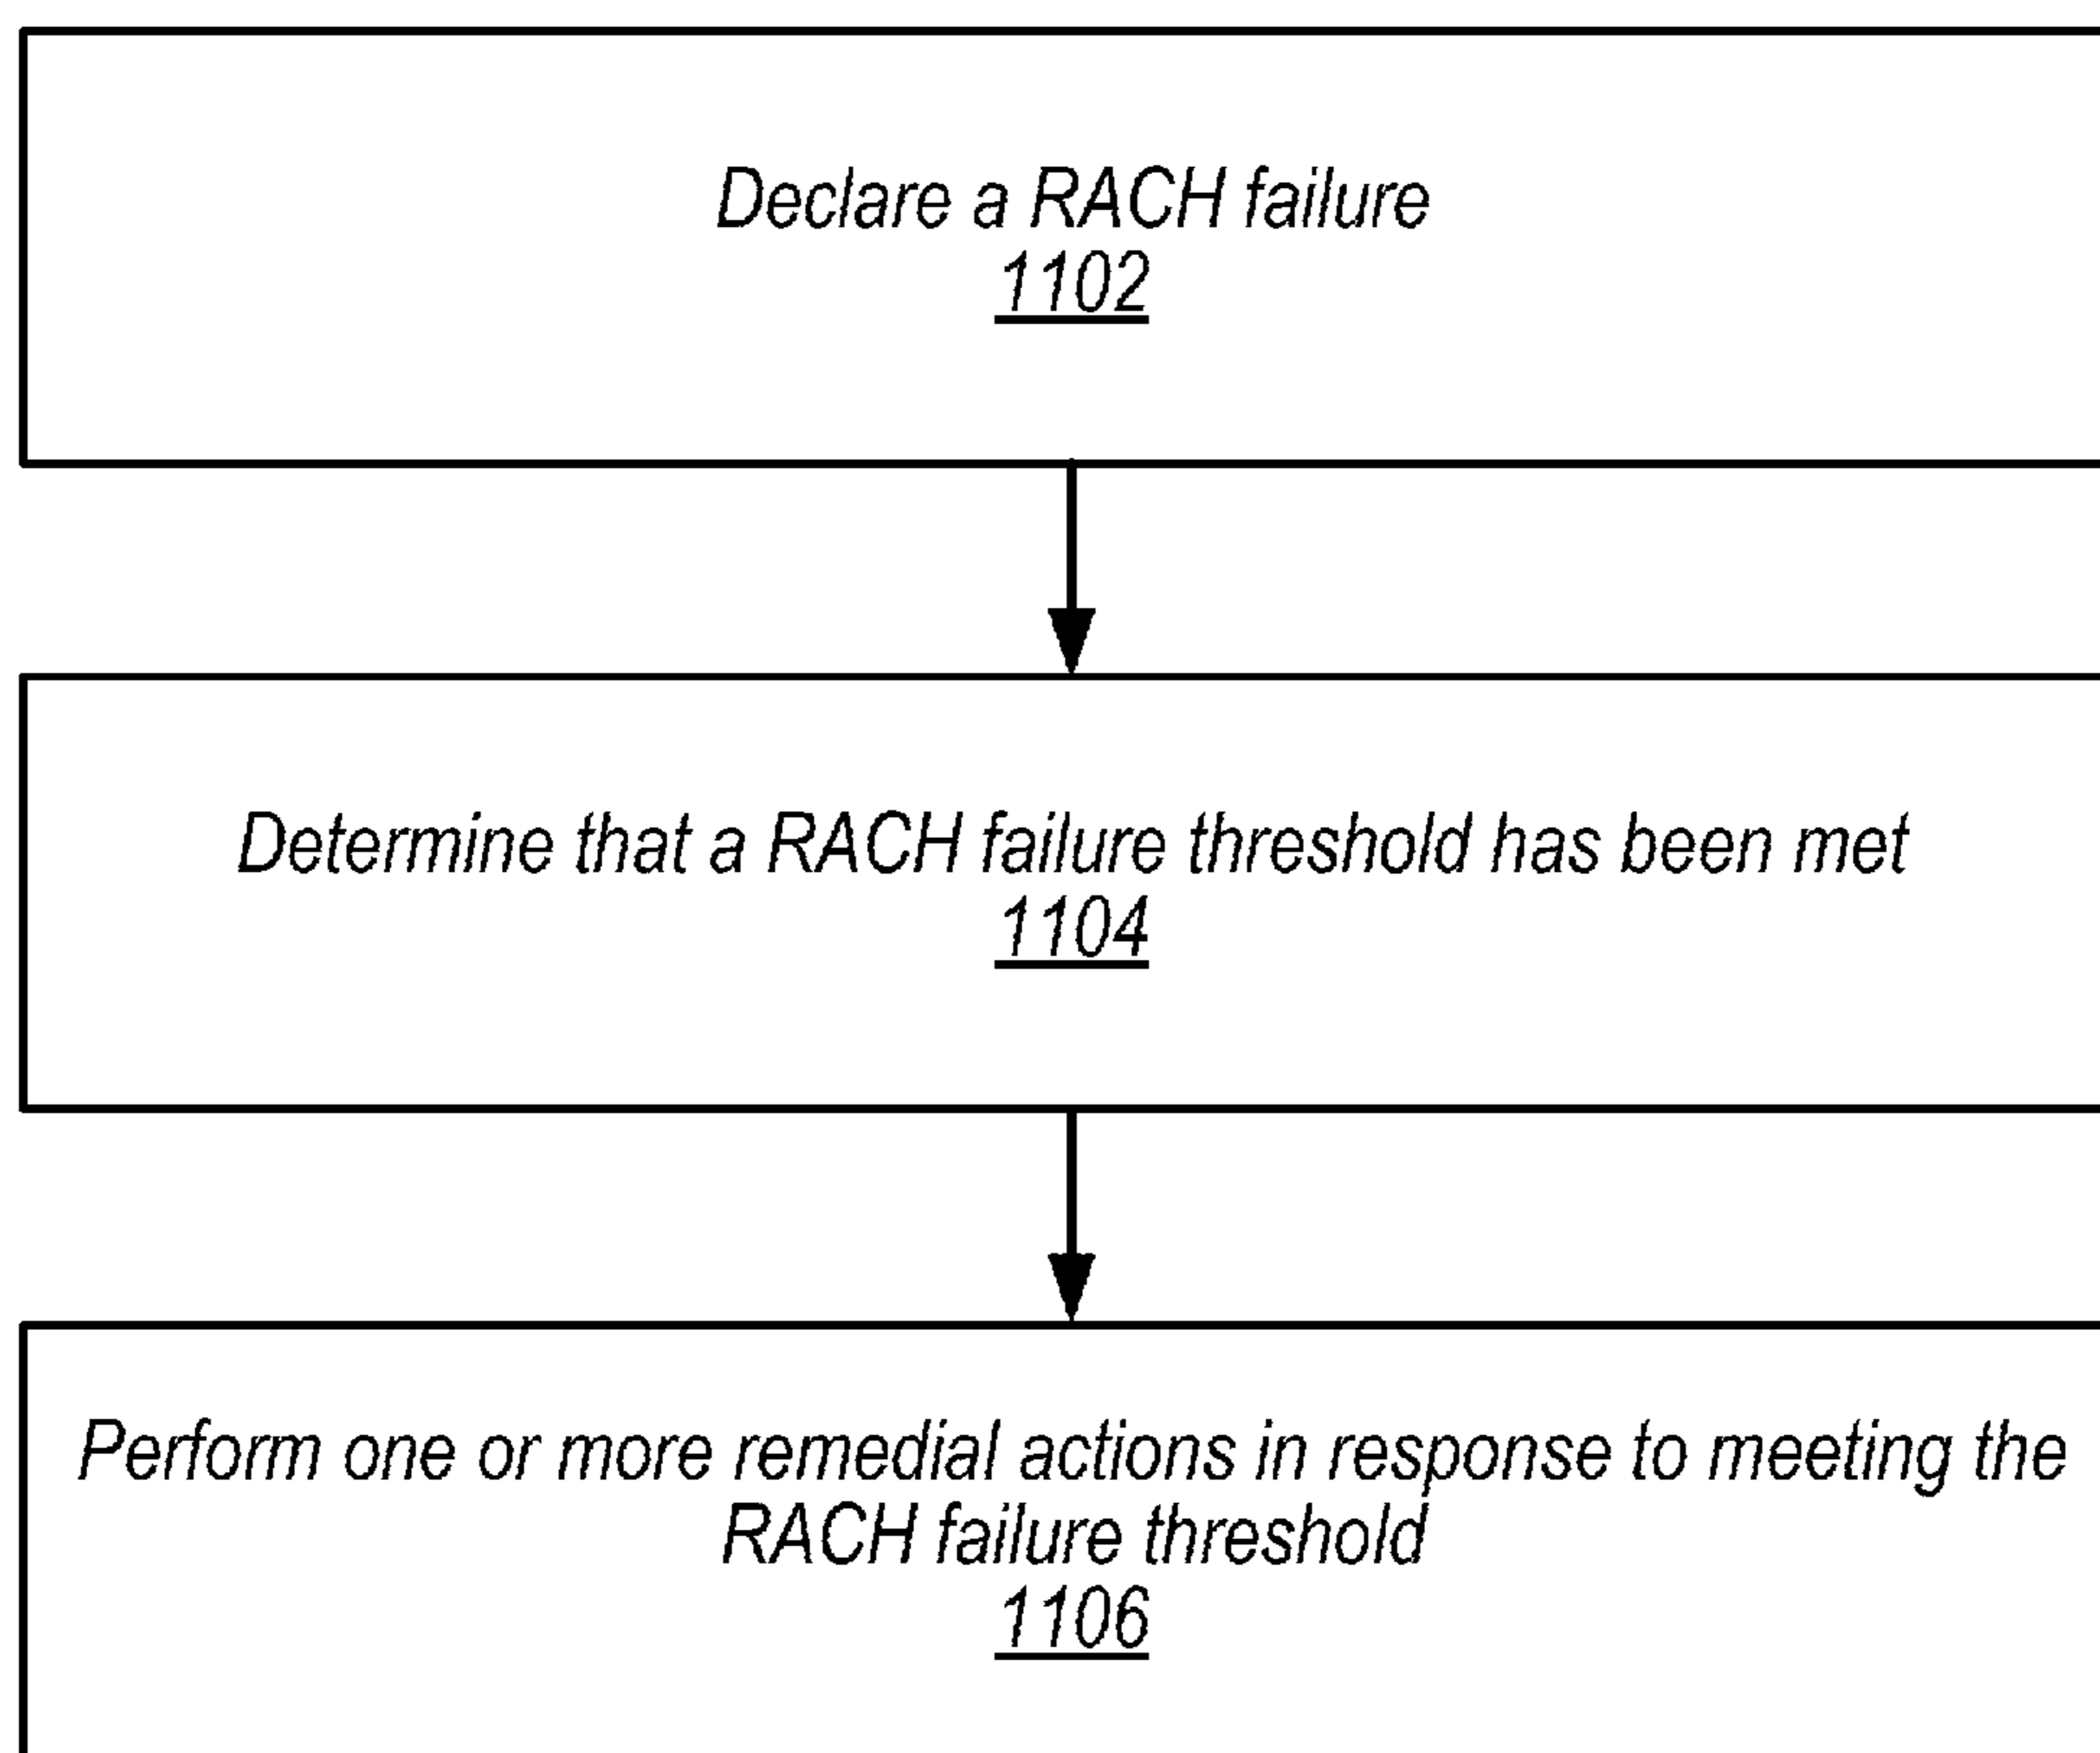 Declare a RACH failure
1102
Determine that a RACH failure threshold has been met
1104
Perform one or more remedial actions in response to meeting the
RACH failure threshold
1106